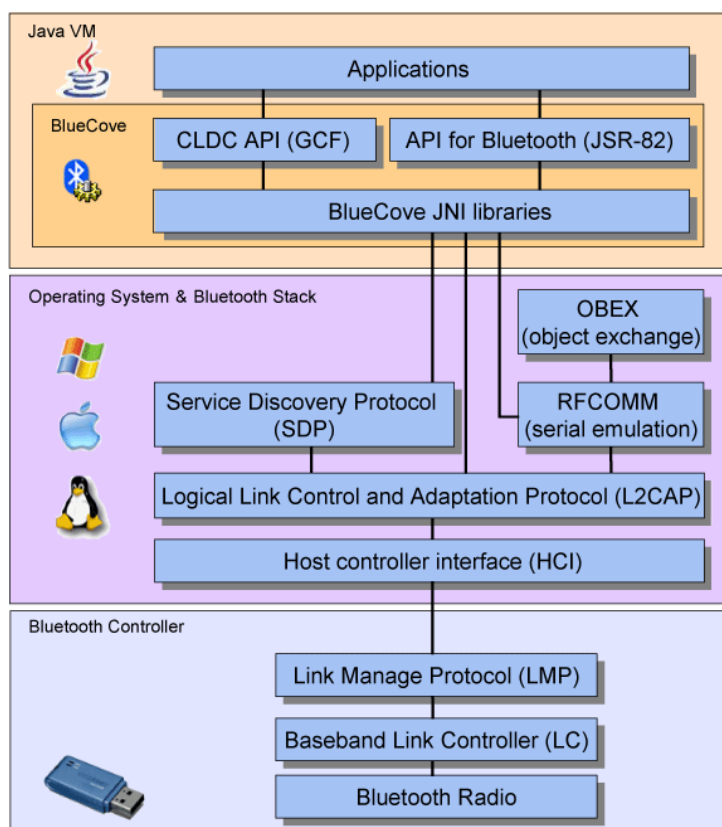 Java VM
Applications
BlueCove
CLDC API (GCF)
API for Bluetooth (JSR-82)
BlueCove JNI libraries
Operating System & Bluetooth Stack
OBEX
(object exchange)
Service Discovery Protocol
(SDP)
RFCOMM
(serial emulation)
Logical Link Control and Adaptation Protocol (L2CAP)
Host controller interface (HCI)
Bluetooth Controller
Link Manage Protocol (LMP)
Baseband Link Controller (LC)
Bluetooth Radio